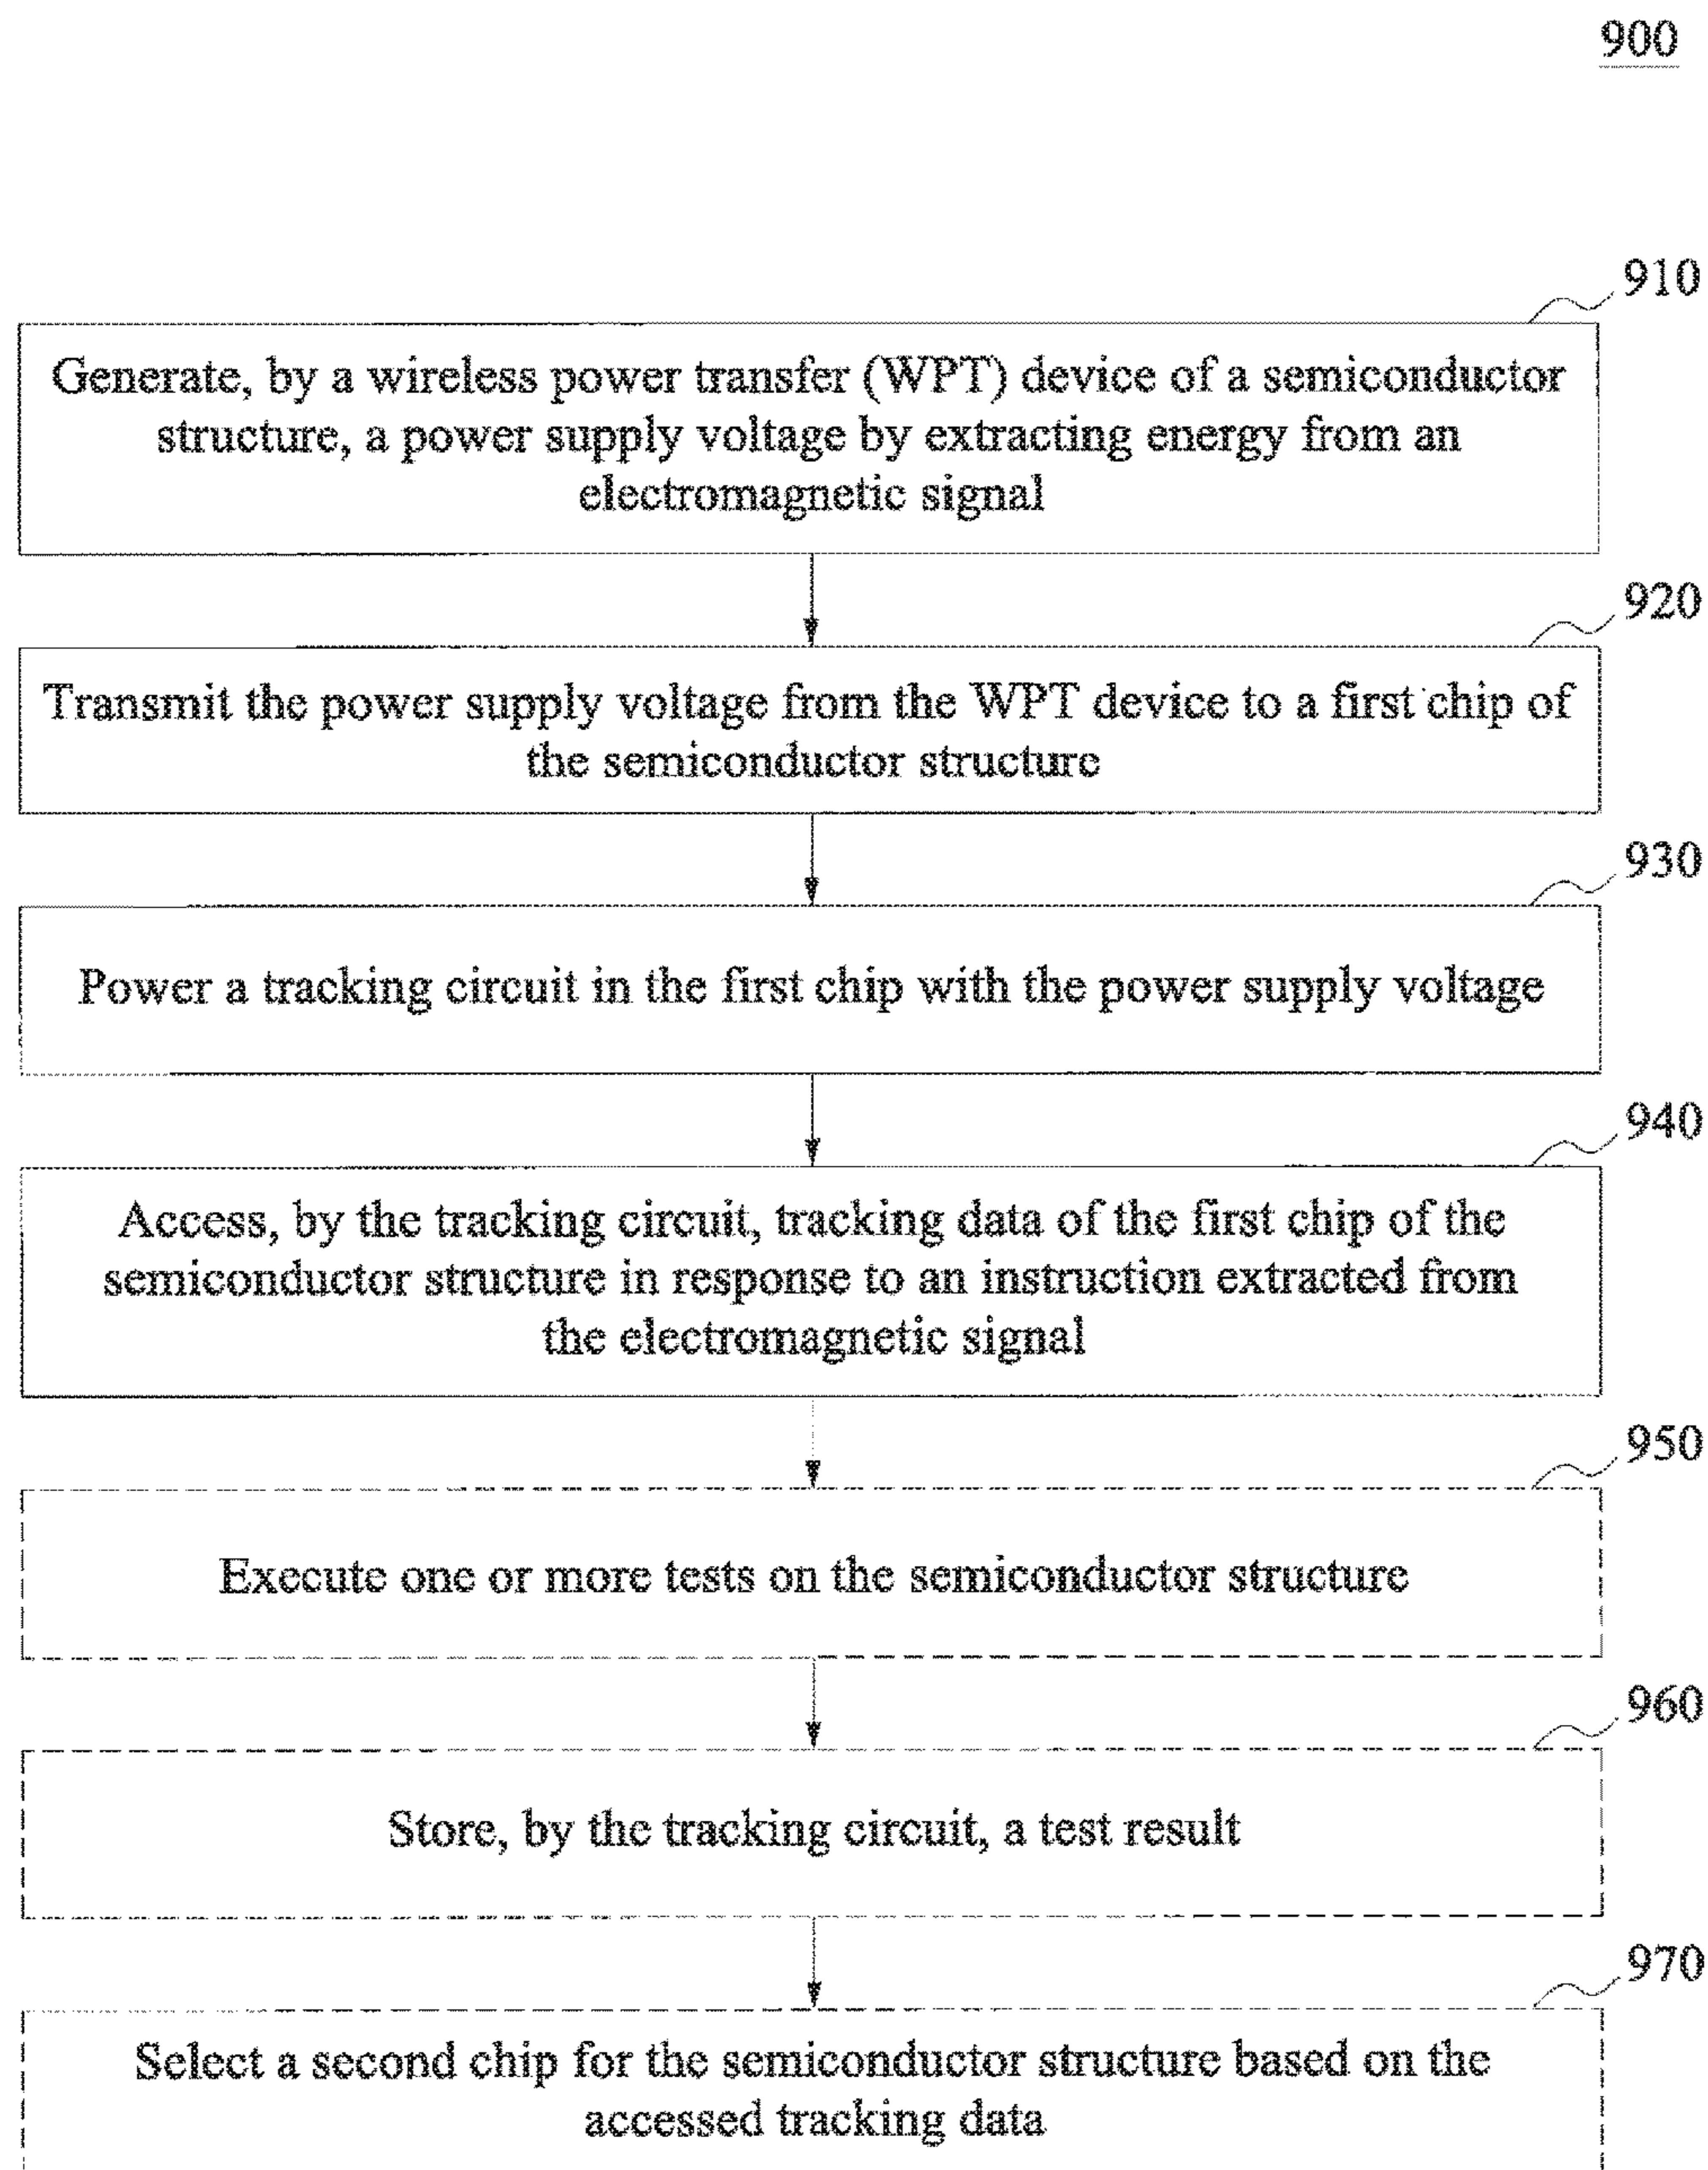 900
910
Generate, by a wireless power transfer (WPT) device of a semiconductor
structure, a power supply voltage by extracting energy from an
electromagnetic signal
920
Transmit the power supply voltage from the WPT device to a first chip of
the semiconductor structure
930
Power a tracking circuit in the first chip with the power supply voltage
940
Access, by the tracking circuit, tracking data of the first chip of the
semiconductor structure in response to an instruction extracted from
the electromagnetic signal
950
Execute one or more tests on the semiconductor structure
960
Store, by the tracking circuit, a test result
970
Select a second chip for the semiconductor structure based on the
accessed tracking data